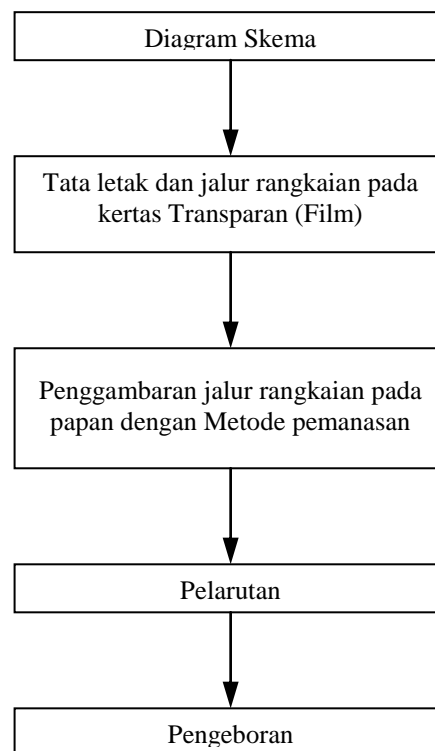 Diagram Skema
Tata letak dan jalur rangkaian pada
kertas Transparan (Film)
Penggambaran jalur rangkaian pada
papan dengan Metode pemanasan
Pelarutan
Pengeboran